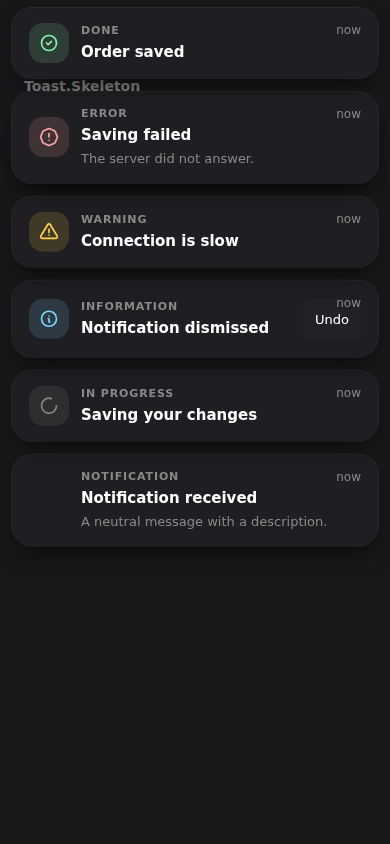 DONE
now
Order saved
Toast.Skeleton
ERROR
now
Saving failed
The server did not answer.
WARNING
now
Connection is slow
INFORMATION
now
Notification dismissed
Undo
IN PROGRESS
now
Saving your changes
NOTIFICATION
now
Notification received
A neutral message with a description.